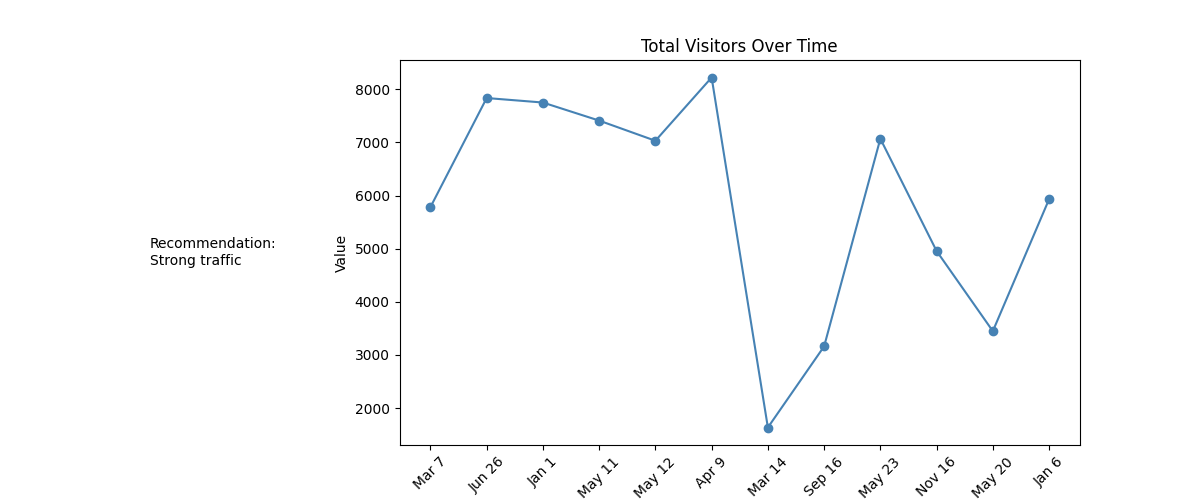 Total Visitors Over Time
Recommendation:
Strong traffic
Value
8000
7000
6000
5000
4000
3000
2000
Mar 7
Jun 26
Jan 1
May 11
May 12
Apr 9
Mar 14
Sep 16
May 23
Nov 16
May 20
Jan 6